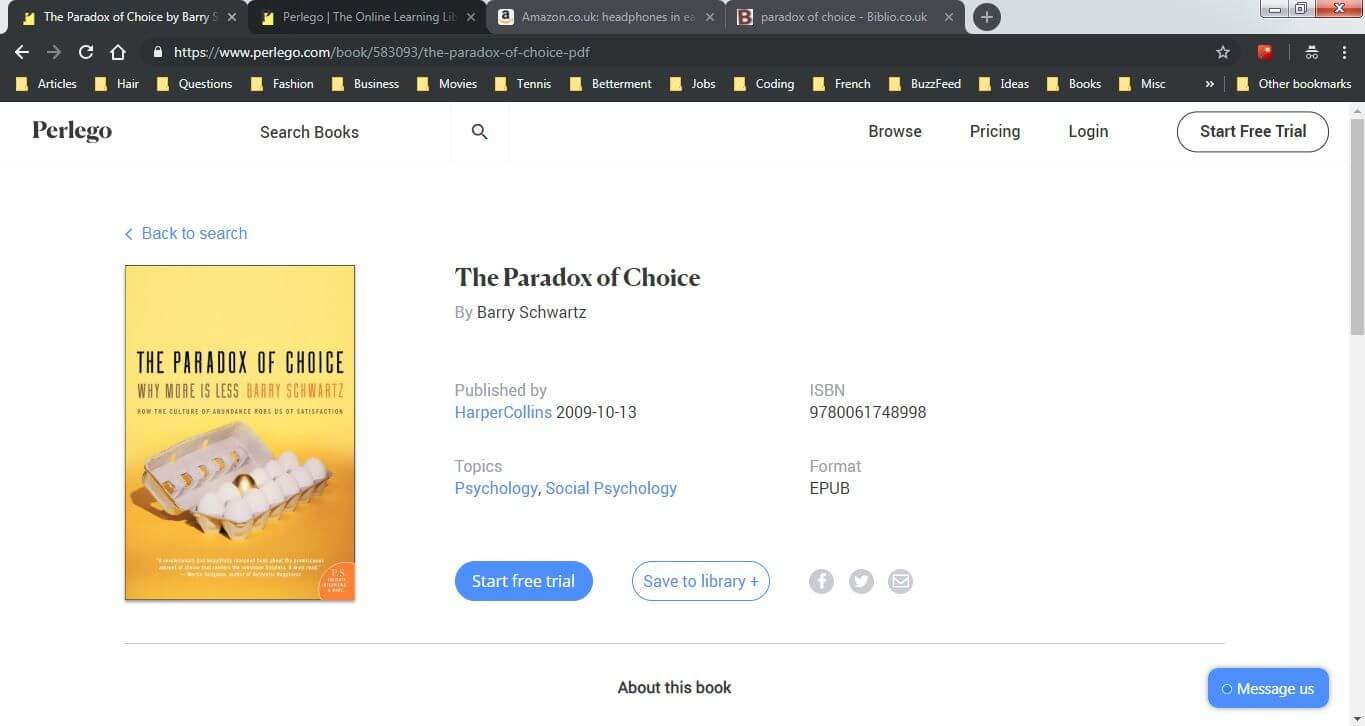 The Paradox of Choice by Barry S
Perlego | The Online Learning Lib
Amazon.co.uk: headphones in ea
paradox of choice - Biblio.co.uk
https://www.perlego.com/book/583093/the-paradox-of-choice-pdf
Articles Hair Questions Fashion Business Movies Tennis Betterment Jobs Coding French BuzzFeed Ideas Books Misc » Other bookmarks
Perlego Search Books Browse Pricing Login Start Free Trial
Back to search
THE PARADOX OF CHOICE
WHY MORE IS LESS BARRY SCHWARTZ
HOW THE CULTURE OF ABUNDANCE ROBS US OF SATISFACTION
P.S.
The Paradox of Choice
By Barry Schwartz
Published by ISBN
HarperCollins 2009-10-13 9780061748998
Topics Format
Psychology, Social Psychology EPUB
Start free trial Save to library +
About this book
Message us